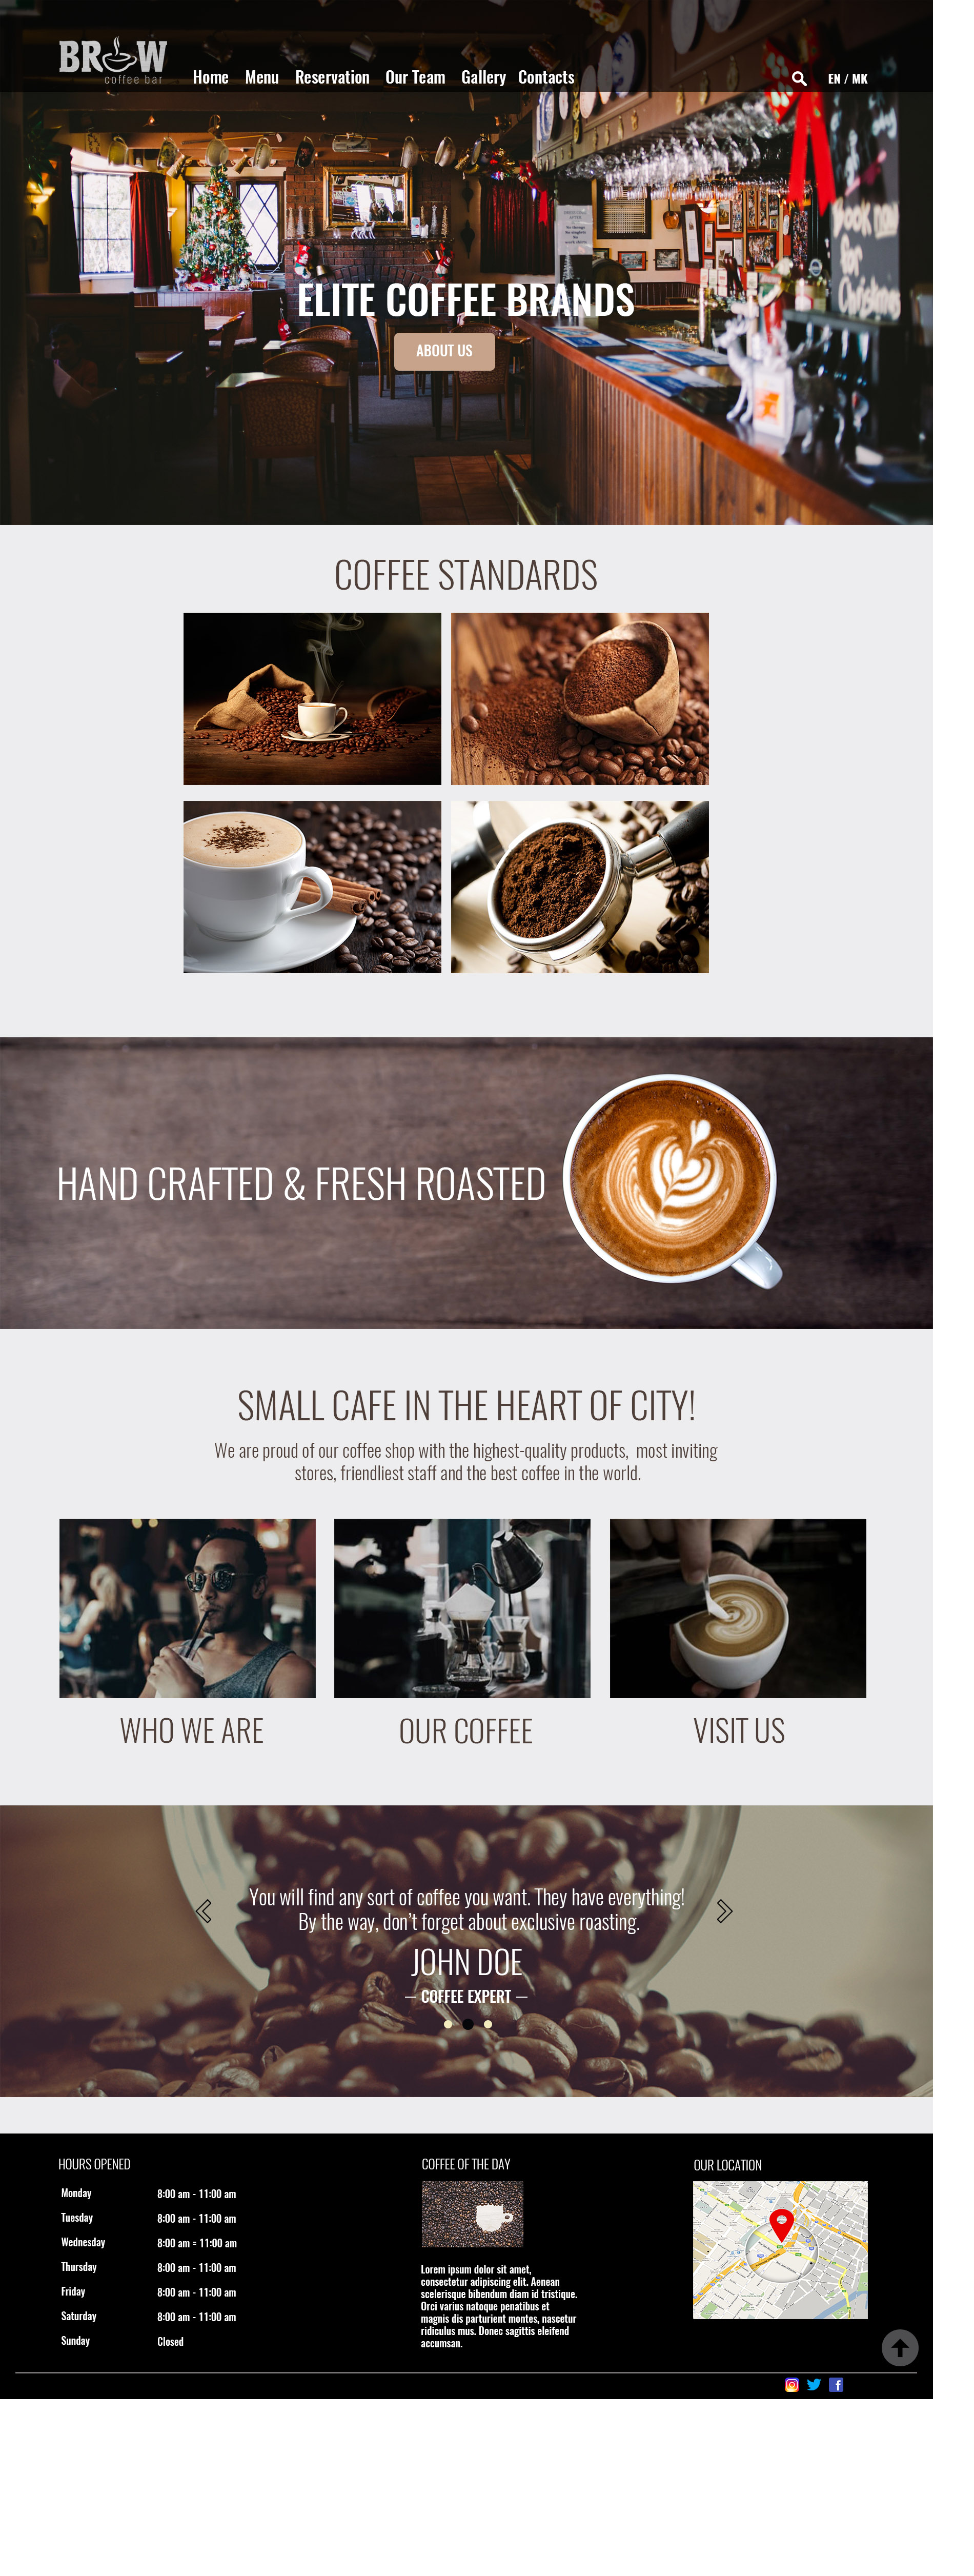 BREW
coffee bar
Home Menu Reservation Our Team Gallery Contacts
EN / MK
ELITE COFFEE BRANDS
ABOUT US
COFFEE STANDARDS
HAND CRAFTED & FRESH ROASTED
SMALL CAFE IN THE HEART OF CITY!
We are proud of our coffee shop with the highest-quality products, most inviting
stores, friendliest staff and the best coffee in the world.
WHO WE ARE
OUR COFFEE
VISIT US
You will find any sort of coffee you want. They have everything!
By the way, don't forget about exclusive roasting.
JOHN DOE
— COFFEE EXPERT —
HOURS OPENED
Monday 8:00 am - 11:00 am
Tuesday 8:00 am - 11:00 am
Wednesday 8:00 am = 11:00 am
Thursday 8:00 am - 11:00 am
Friday 8:00 am - 11:00 am
Saturday 8:00 am - 11:00 am
Sunday Closed
COFFEE OF THE DAY
Lorem ipsum dolor sit amet,
consectetur adipiscing elit. Aenean
scelerisque bibendum diam id tristique.
Orci varius natoque penatibus et
magnis dis parturient montes, nascetur
ridiculus mus. Donec sagittis eleifend
accumsan.
OUR LOCATION